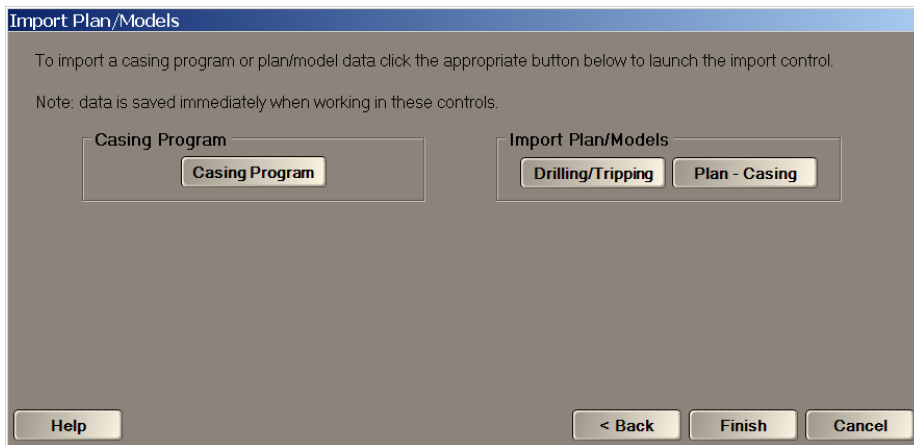 Import Plan/Models
To import a casing program or plan/model data click the appropriate button below to launch the import control.
Note: data is saved immediately when working in these controls.
Casing Program
Casing Program
Import Plan/Models
Drilling/Tripping
Plan - Casing
Help
< Back
Finish
Cancel